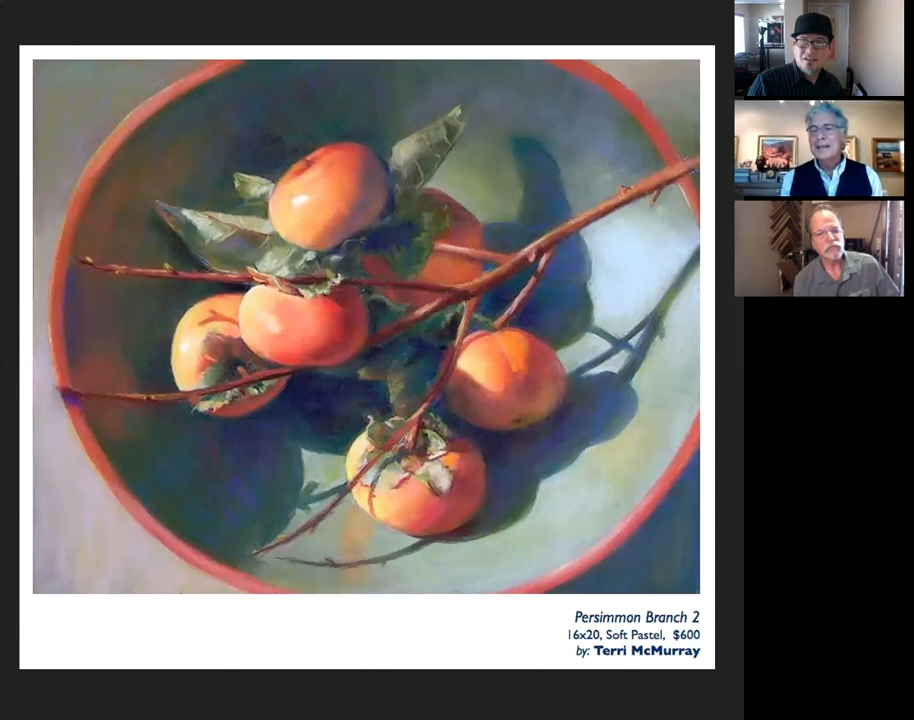 Persimmon Branch 2
16x20, Soft Pastel, $600
by: Terri McMurray